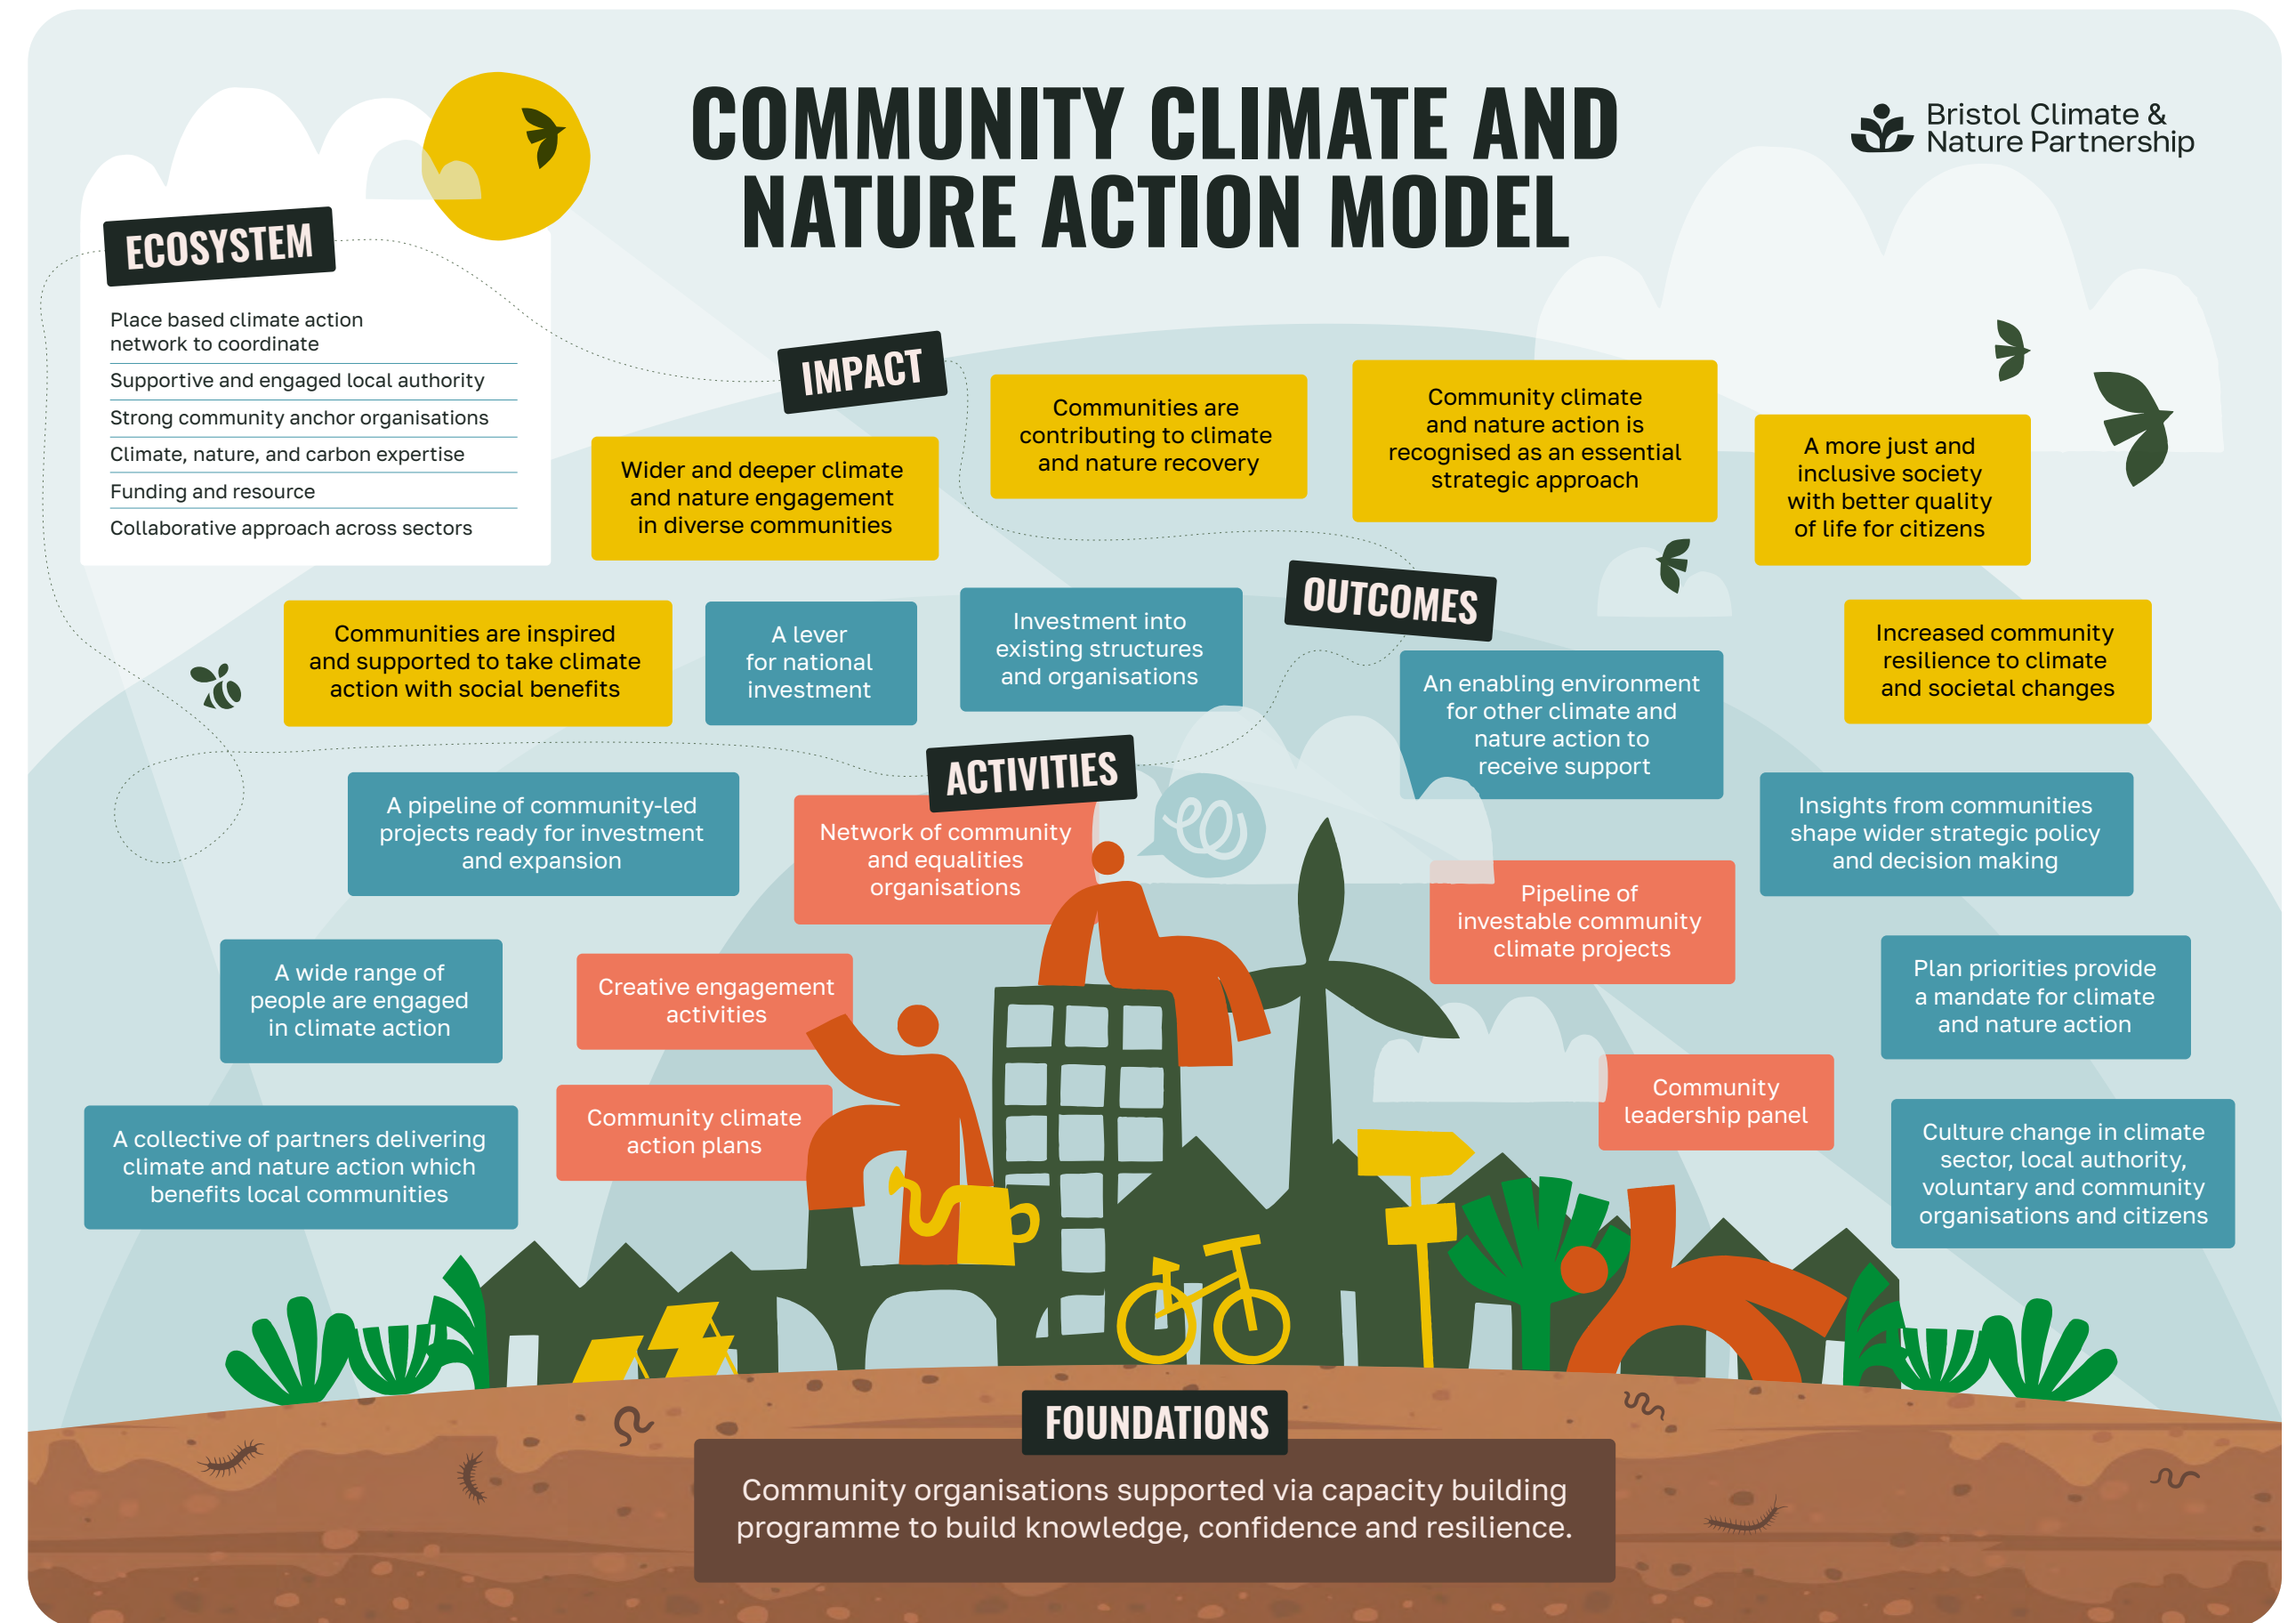 COMMUNITY CLIMATE AND
NATURE ACTION MODEL
Bristol Climate &
Nature Partnership
ECOSYSTEM
Place based climate action
network to coordinate
Supportive and engaged local authority
Strong community anchor organisations
Climate, nature, and carbon expertise
Funding and resource
Collaborative approach across sectors
IMPACT
Communities are inspired
and supported to take climate
action with social benefits
Wider and deeper climate
and nature engagement
in diverse communities
Communities are
contributing to climate
and nature recovery
Community climate
and nature action is
recognised as an essential
strategic approach
A more just and
inclusive society
with better quality
of life for citizens
Increased community
resilience to climate
and societal changes
OUTCOMES
A collective of partners delivering
climate and nature action which
benefits local communities
A wide range of
people are engaged
in climate action
A pipeline of community-led
projects ready for investment
and expansion
A lever
for national
investment
Investment into
existing structures
and organisations
An enabling environment
for other climate and
nature action to
receive support
Insights from communities
shape wider strategic policy
and decision making
Plan priorities provide
a mandate for climate
and nature action
Culture change in climate
sector, local authority,
voluntary and community
organisations and citizens
ACTIVITIES
Community climate
action plans
Creative engagement
activities
Network of community
and equalities
organisations
Pipeline of
investable community
climate projects
Community
leadership panel
FOUNDATIONS
Community organisations supported via capacity building
programme to build knowledge, confidence and resilience.